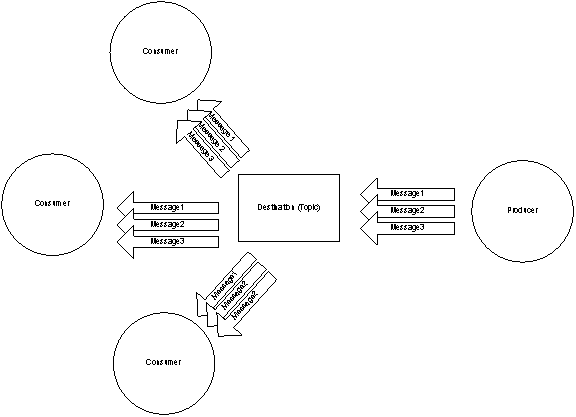 Consumer
Message 1
Message 2
Message 3
Consumer
Message1
Message2
Message3
Destination (Topic)
Message1
Message2
Message3
Producer
Message1
Message2
Message2
Consumer